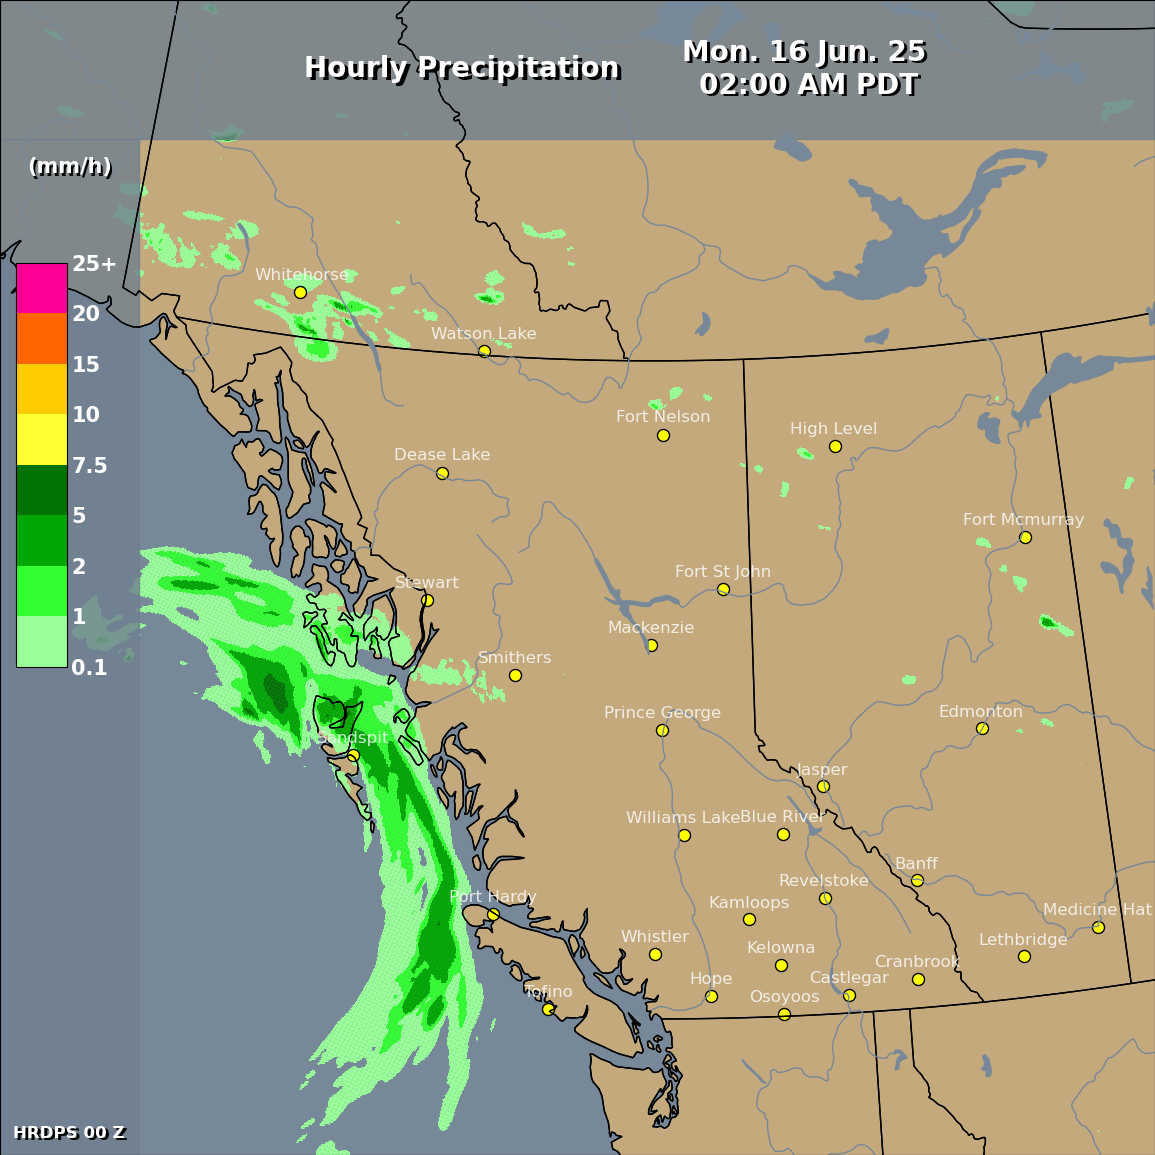 Hourly Precipitation
Mon. 16 Jun. 25
02:00 AM PDT
(mm/h)
25+
20
15
10
7.5
5
2
1
0.1
Whitehorse
Watson Lake
Fort Nelson
High Level
Dease Lake
Fort Mcmurray
Fort St John
Stewart
Mackenzie
Smithers
Prince George
Edmonton
Sandspit
Jasper
Williams Lake
Blue River
Banff
Revelstoke
Port Hardy
Kamloops
Medicine Hat
Whistler
Kelowna
Lethbridge
Cranbrook
Hope
Castlegar
Tofino
Osoyoos
HRDPS 00 Z